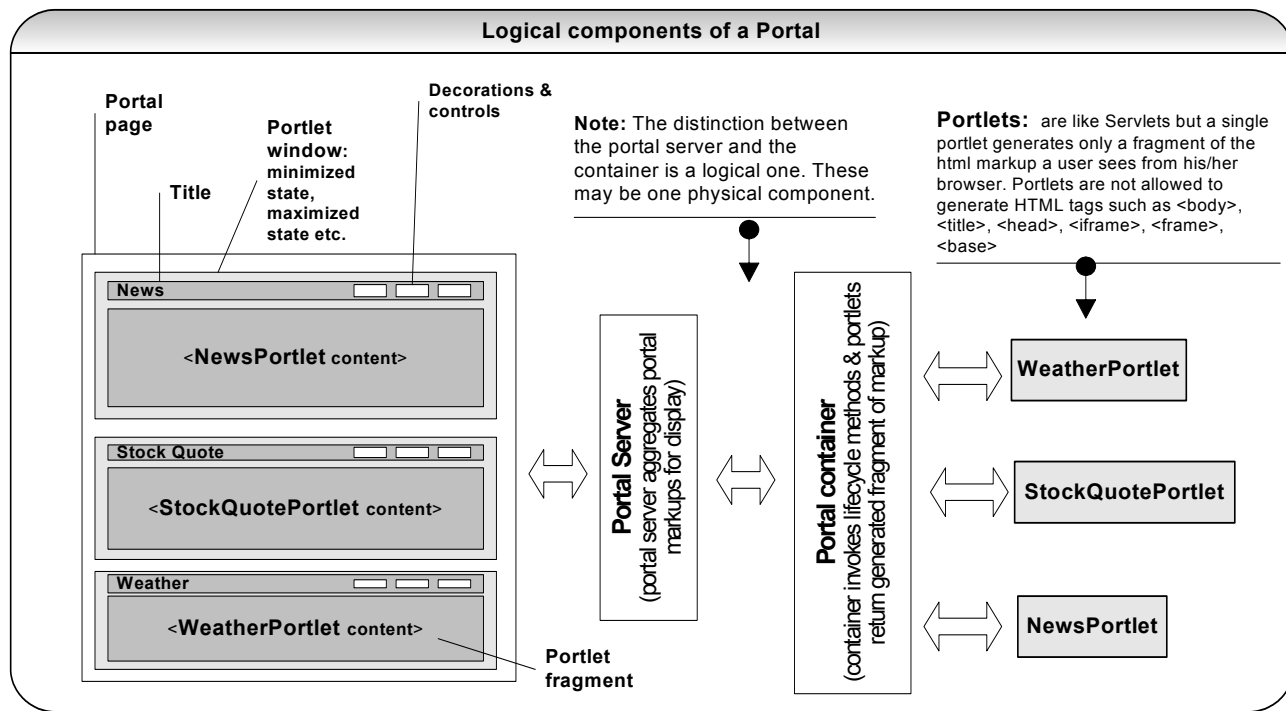 Logical components of a Portal
Portal
page
Title
Portlet
window:
minimized
state,
maximized
state etc.
Decorations &
controls
Note: The distinction between
the portal server and the
container is a logical one. These
may be one physical component.
Portlets: are like Servlets but a single
portlet generates only a fragment of the
html markup a user sees from his/her
browser. Portlets are not allowed to
generate HTML tags such as <body>,
<title>, <head>, <iframe>, <frame>,
<base>
News
<NewsPortlet content>
Stock Quote
<StockQuotePortlet content>
Weather
<WeatherPortlet content>
Portlet
fragment
Portal Server
(portal server aggregates portal
markups for display)
Portal container
(container invokes lifecycle methods & portlets
return generated fragment of markup)
WeatherPortlet
StockQuotePortlet
NewsPortlet